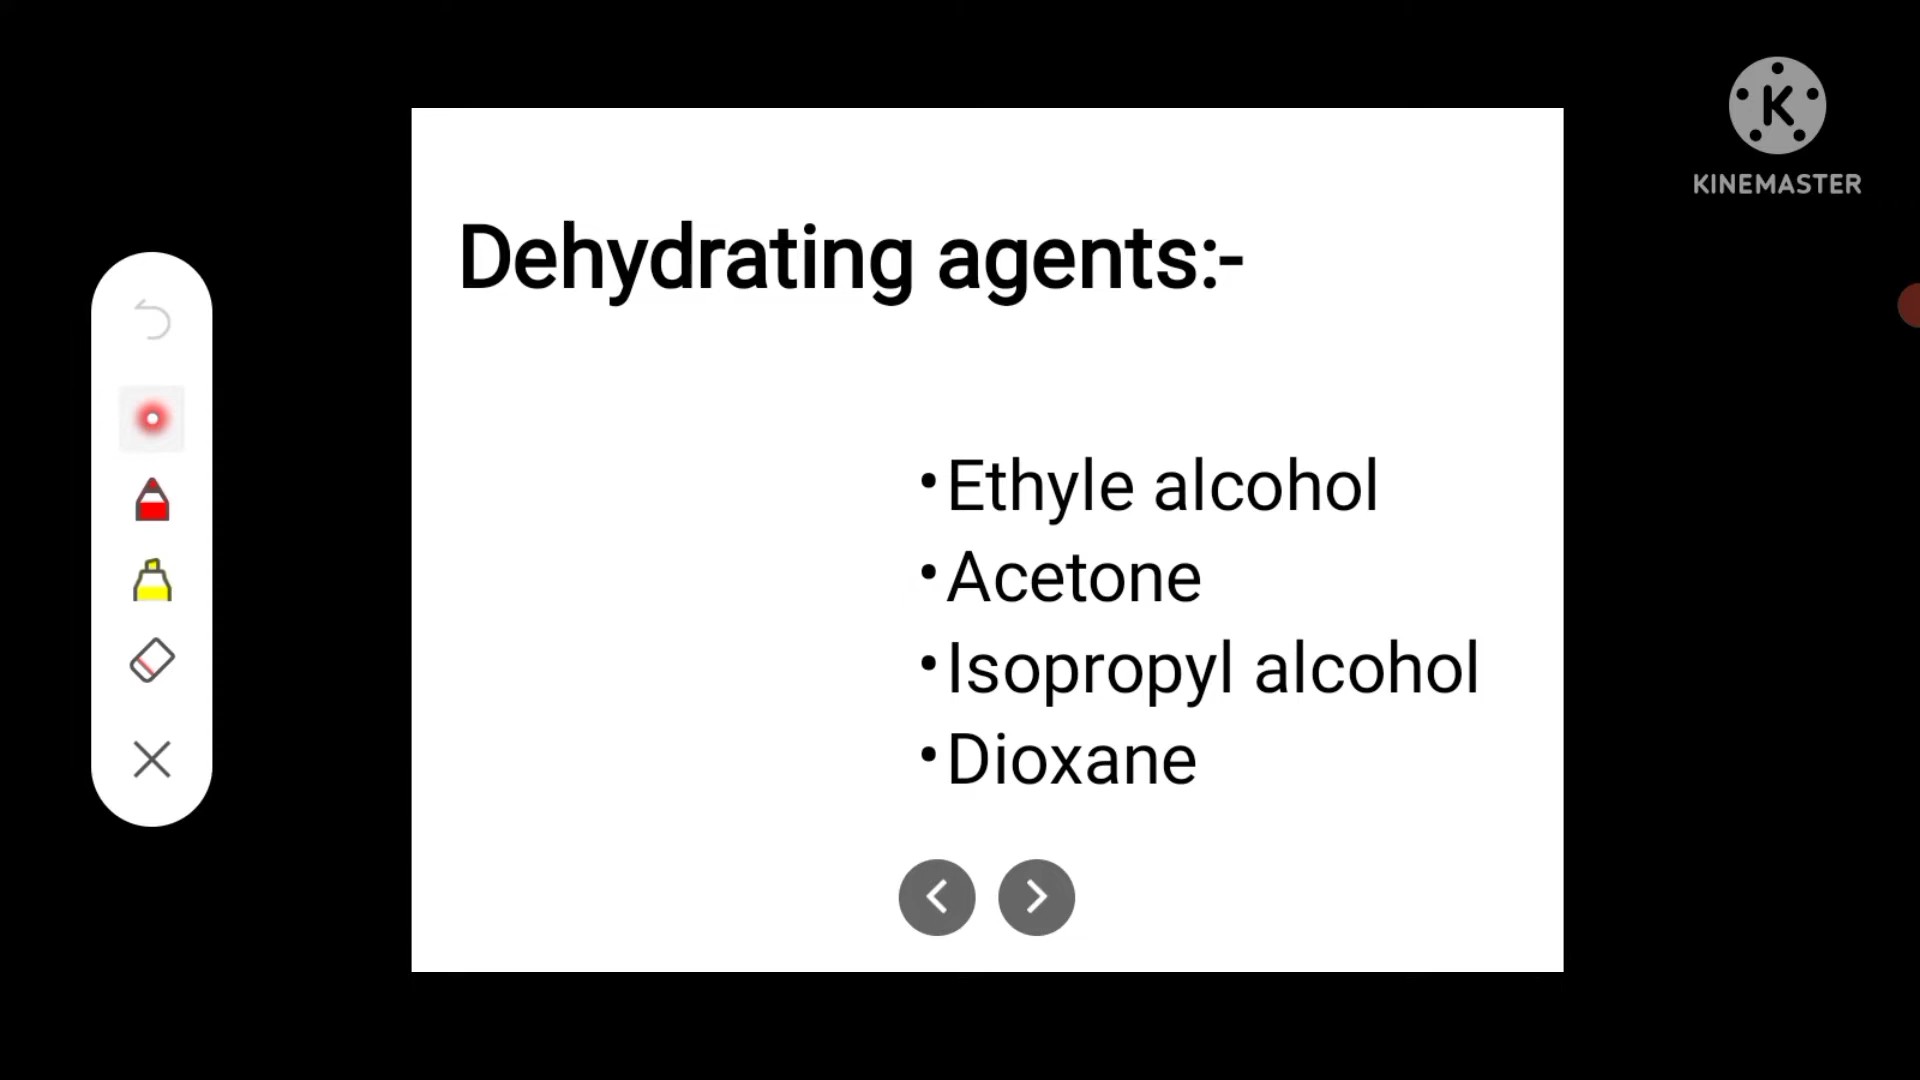 KINEMASTER
Dehydrating agents:-
•Ethyle alcohol
•Acetone
•Isopropyl alcohol
•Dioxane